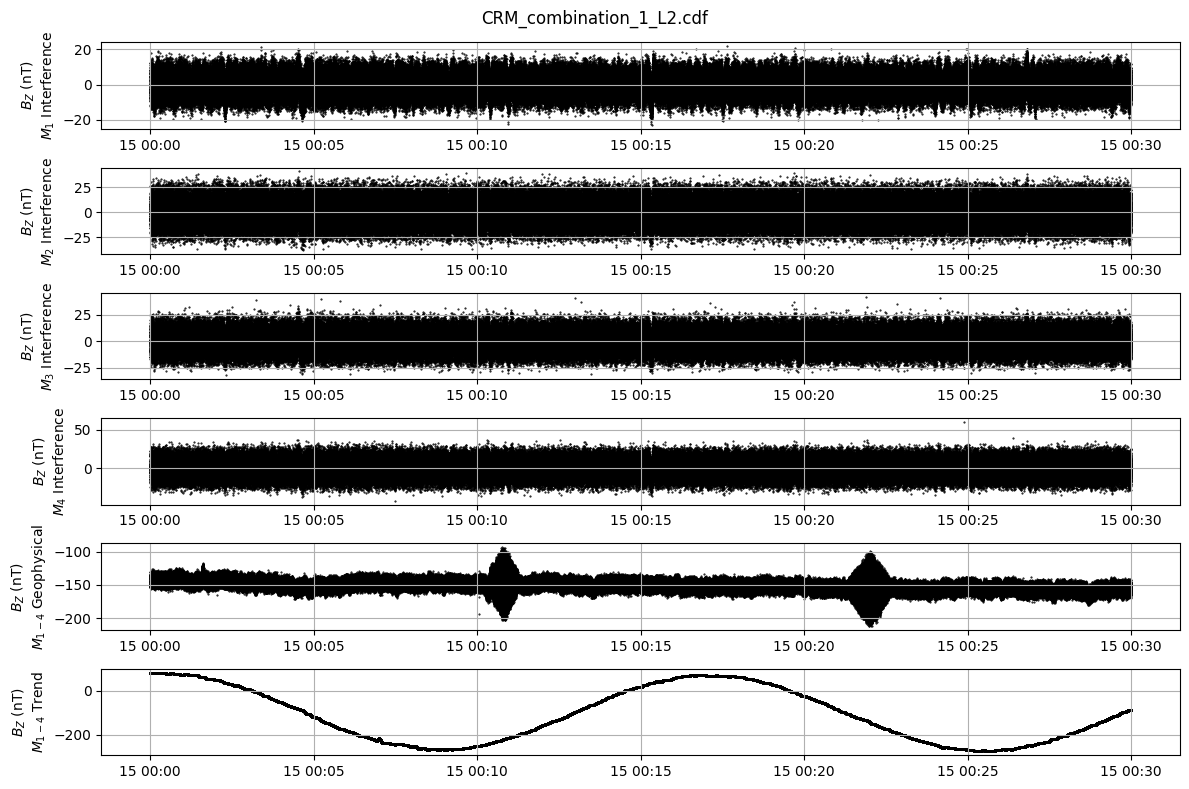 CRM_combination_1_L2.cdf
B_Z (nT)
M_1 Interference
20
0
−20
15 00:00 15 00:05 15 00:10 15 00:15 15 00:20 15 00:25 15 00:30
B_Z (nT)
M_2 Interference
25
0
−25
15 00:00 15 00:05 15 00:10 15 00:15 15 00:20 15 00:25 15 00:30
B_Z (nT)
M_3 Interference
25
0
−25
15 00:00 15 00:05 15 00:10 15 00:15 15 00:20 15 00:25 15 00:30
B_Z (nT)
M_4 Interference
50
0
15 00:00 15 00:05 15 00:10 15 00:15 15 00:20 15 00:25 15 00:30
B_Z (nT)
M_{1−4} Geophysical
−100
−150
−200
15 00:00 15 00:05 15 00:10 15 00:15 15 00:20 15 00:25 15 00:30
B_Z (nT)
M_{1−4} Trend
0
−200
15 00:00 15 00:05 15 00:10 15 00:15 15 00:20 15 00:25 15 00:30